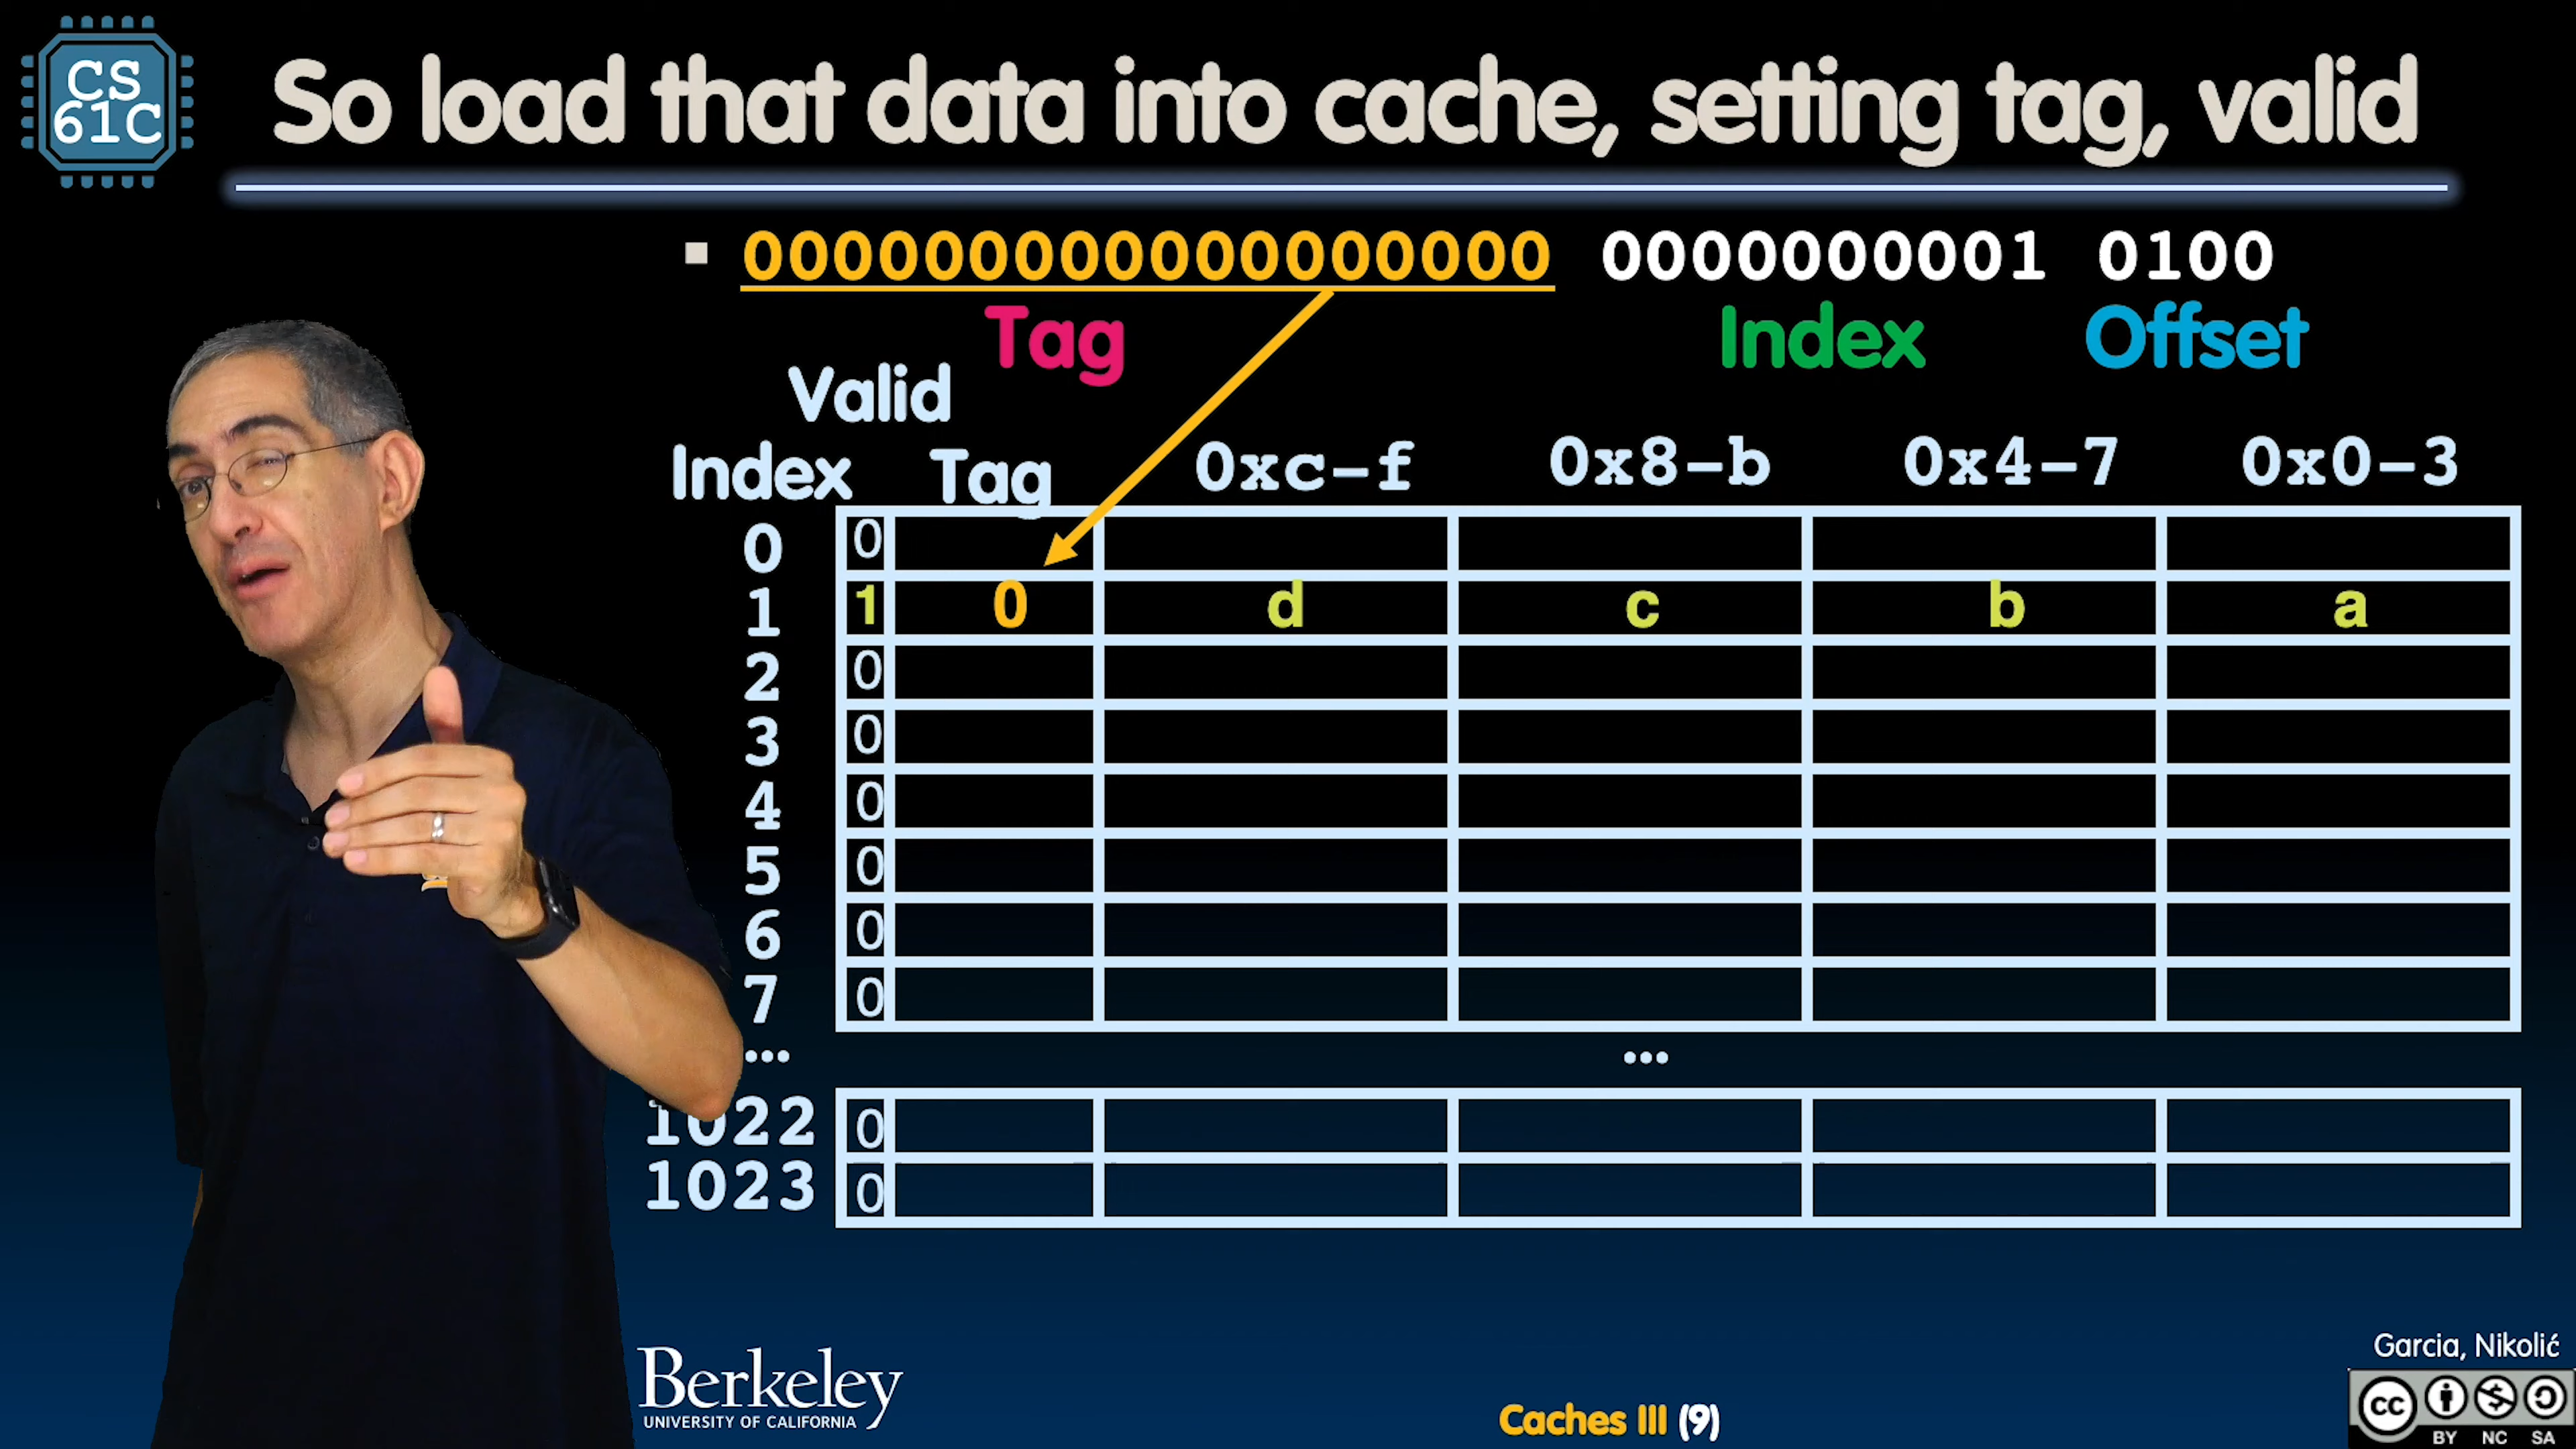 CS
61C
So load that data into cache, setting tag, valid
▪ 000000000000000000 0000000001 0100
Tag Index Offset
Valid
Index Tag 0xc-f 0x8-b 0x4-7 0x0-3
0 0
1 1 0 d c b a
2 0
3 0
4 0
5 0
6 0
7 0
... ...
1022 0
1023 0
Berkeley
UNIVERSITY OF CALIFORNIA
Caches III (9)
Garcia, Nikolić
cc
BY NC SA